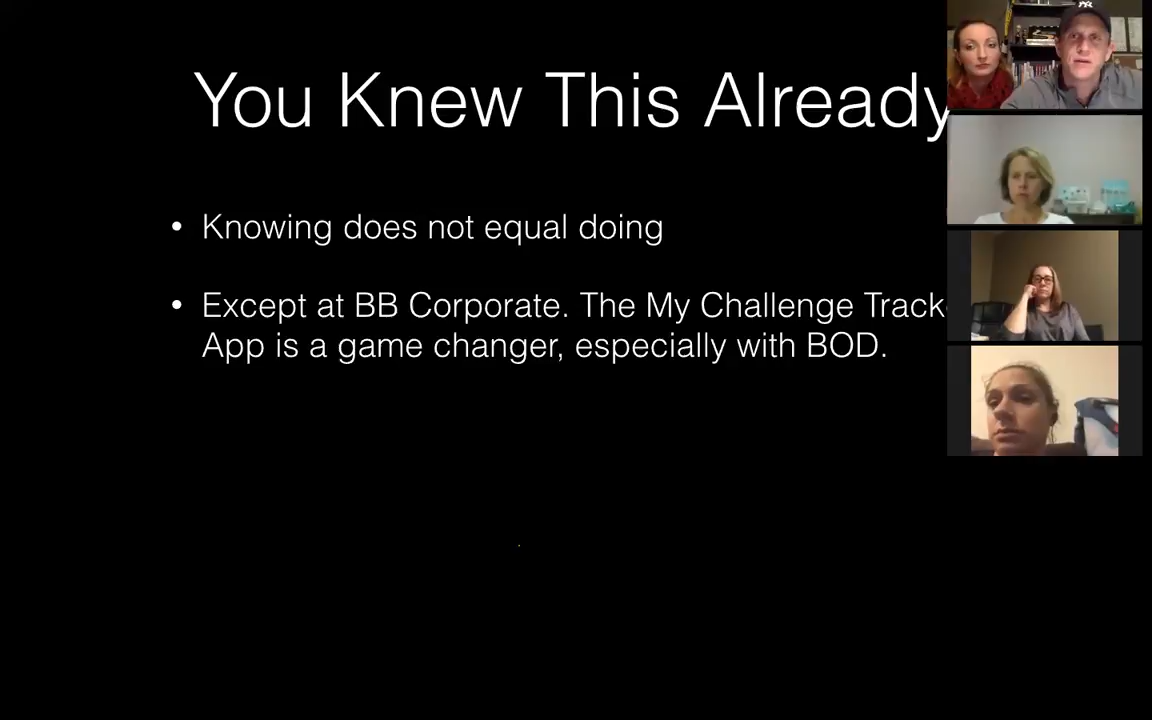 You Knew This Already
• Knowing does not equal doing
• Except at BB Corporate. The My Challenge Track
App is a game changer, especially with BOD.